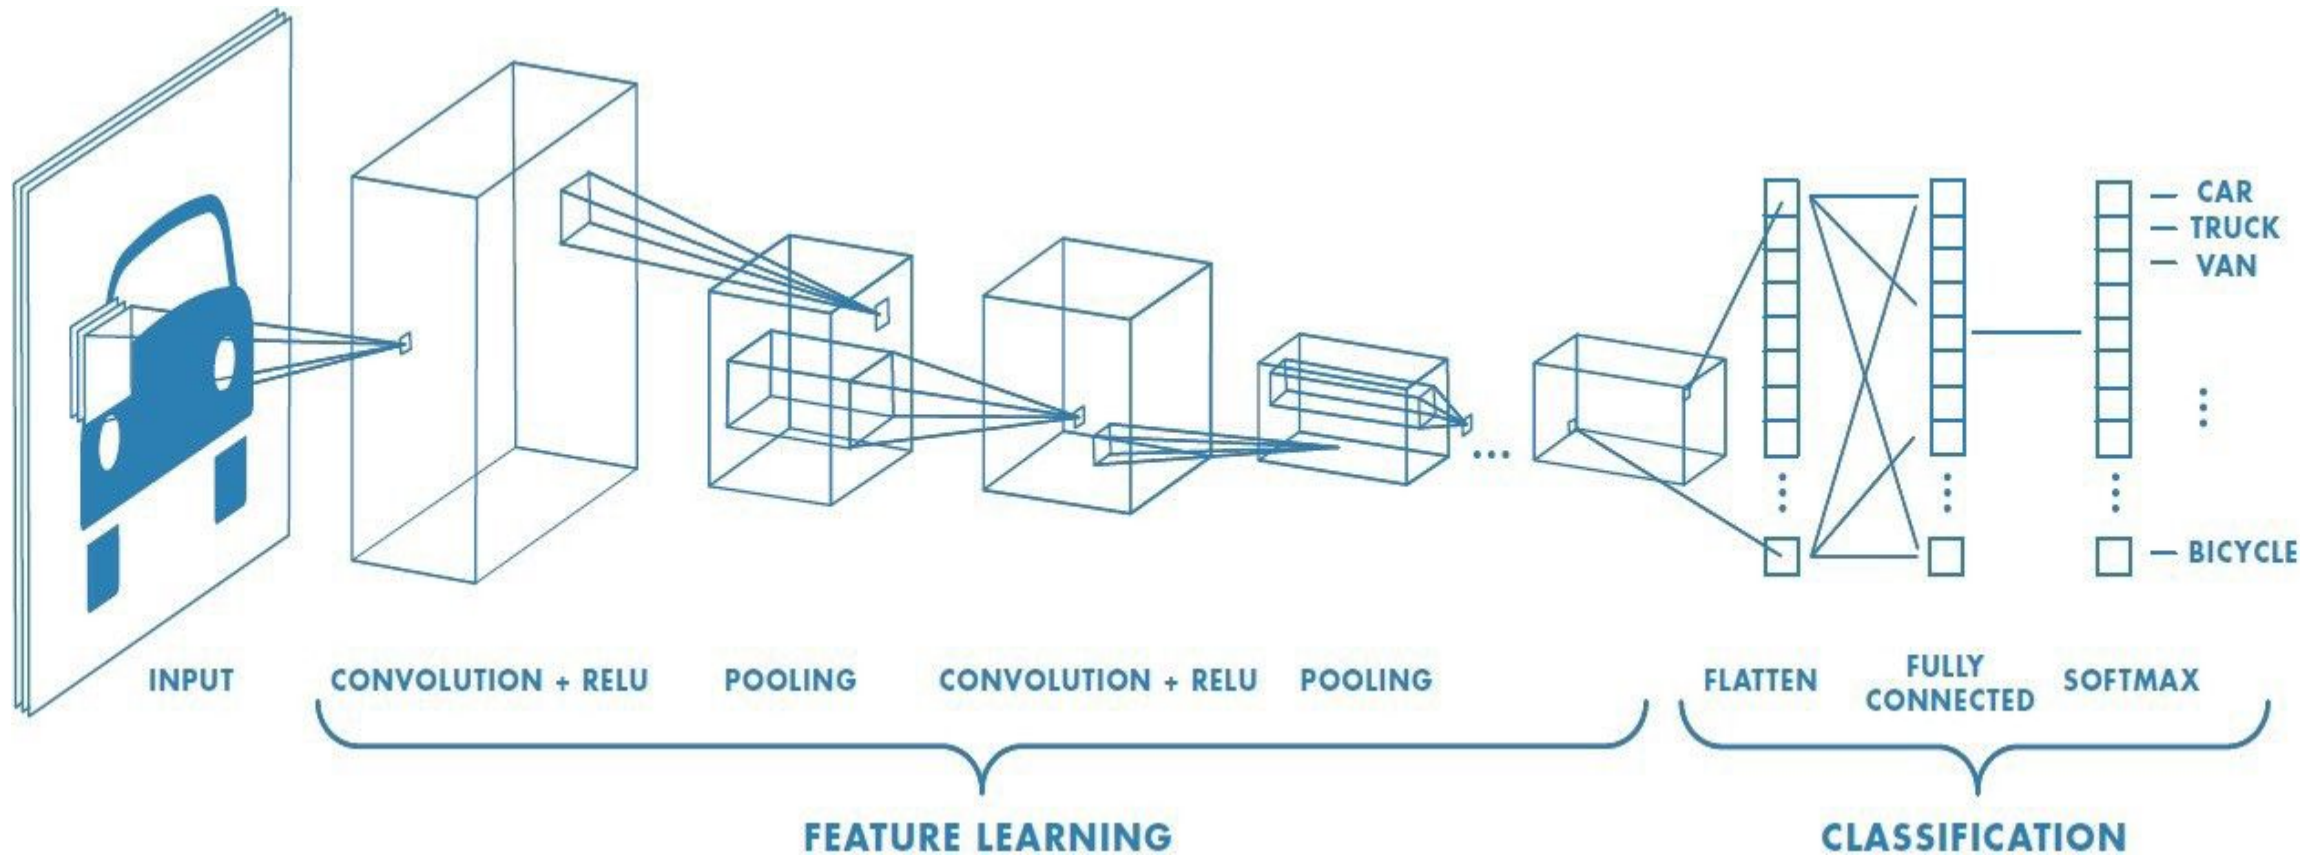 CAR
TRUCK
VAN
BICYCLE
INPUT
CONVOLUTION + RELU
POOLING
CONVOLUTION + RELU
POOLING
FLATTEN
FULLY
CONNECTED
SOFTMAX
FEATURE LEARNING
CLASSIFICATION